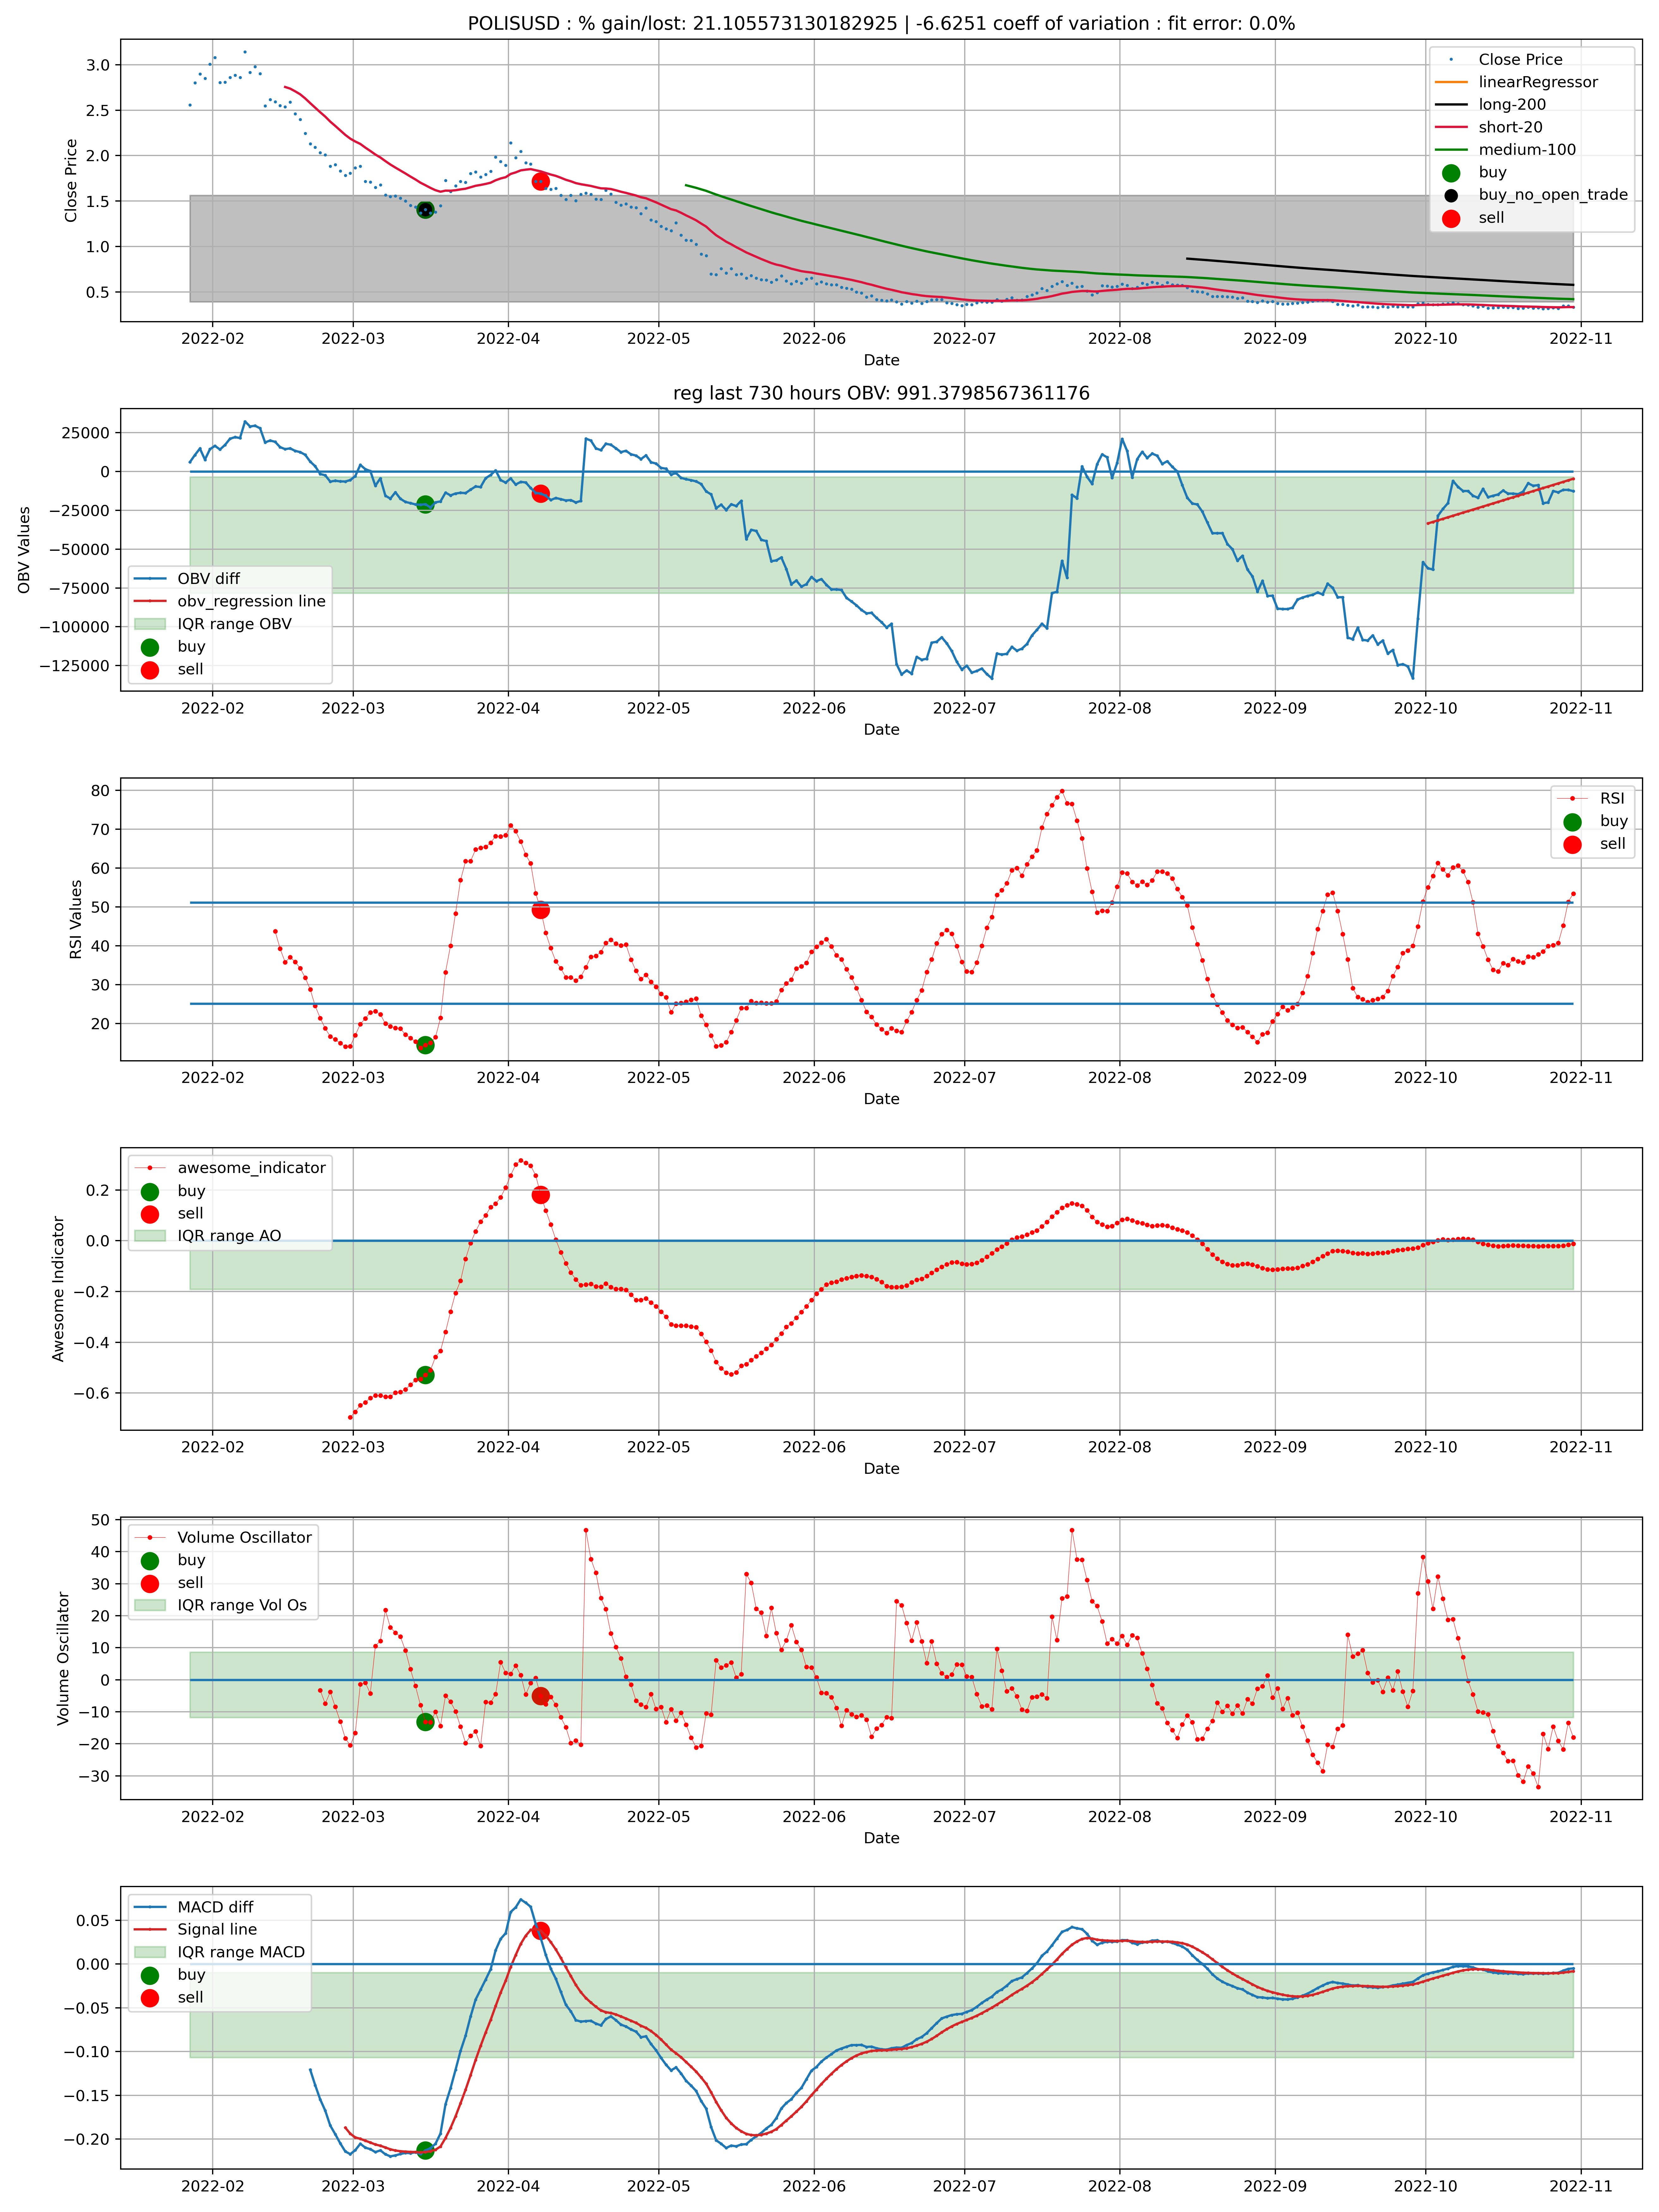 POLISUSD : % gain/lost: 21.105573130182925 | -6.6251 coeff of variation : fit error: 0.0%
Close Price
3.0
2.5
2.0
1.5
1.0
0.5
Close Price
linearRegressor
long-200
short-20
medium-100
buy
buy_no_open_trade
sell
2022-02 2022-03 2022-04 2022-05 2022-06 2022-07 2022-08 2022-09 2022-10 2022-11
Date
reg last 730 hours OBV: 991.3798567361176
OBV Values
25000
0
−25000
−50000
−75000
−100000
−125000
OBV diff
obv_regression line
IQR range OBV
buy
sell
2022-02 2022-03 2022-04 2022-05 2022-06 2022-07 2022-08 2022-09 2022-10 2022-11
Date
RSI Values
80
70
60
50
40
30
20
RSI
buy
sell
2022-02 2022-03 2022-04 2022-05 2022-06 2022-07 2022-08 2022-09 2022-10 2022-11
Date
Awesome Indicator
0.2
0.0
−0.2
−0.4
−0.6
awesome_indicator
buy
sell
IQR range AO
2022-02 2022-03 2022-04 2022-05 2022-06 2022-07 2022-08 2022-09 2022-10 2022-11
Date
Volume Oscillator
50
40
30
20
10
0
−10
−20
−30
Volume Oscillator
buy
sell
IQR range Vol Os
2022-02 2022-03 2022-04 2022-05 2022-06 2022-07 2022-08 2022-09 2022-10 2022-11
Date
0.05
0.00
−0.05
−0.10
−0.15
−0.20
MACD diff
Signal line
IQR range MACD
buy
sell
2022-02 2022-03 2022-04 2022-05 2022-06 2022-07 2022-08 2022-09 2022-10 2022-11